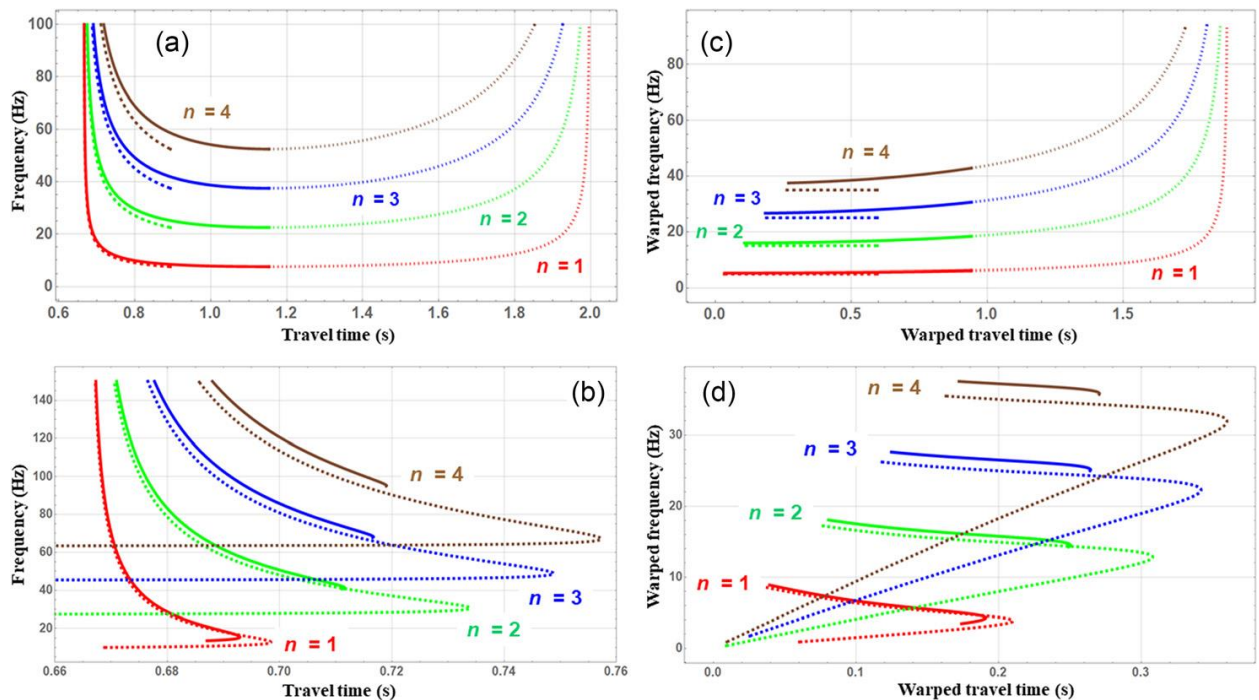 (a)
Frequency (Hz)
100
80
60
40
20
0
n = 4
n = 3
n = 2
n = 1
0.6 0.8 1.0 1.2 1.4 1.6 1.8 2.0
Travel time (s)
(c)
Warped frequency (Hz)
80
60
40
20
0
n = 4
n = 3
n = 2
n = 1
0.0 0.5 1.0 1.5
Warped travel time (s)
(b)
Frequency (Hz)
140
120
100
80
60
40
20
n = 4
n = 3
n = 2
n = 1
0.66 0.68 0.70 0.72 0.74 0.76
Travel time (s)
(d)
Warped frequency (Hz)
30
20
10
0
n = 4
n = 3
n = 2
n = 1
0.0 0.1 0.2 0.3
Warped travel time (s)